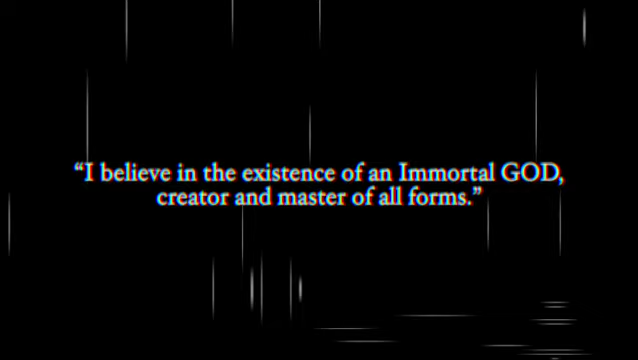 “I believe in the existence of an Immortal GOD,
creator and master of all forms.”